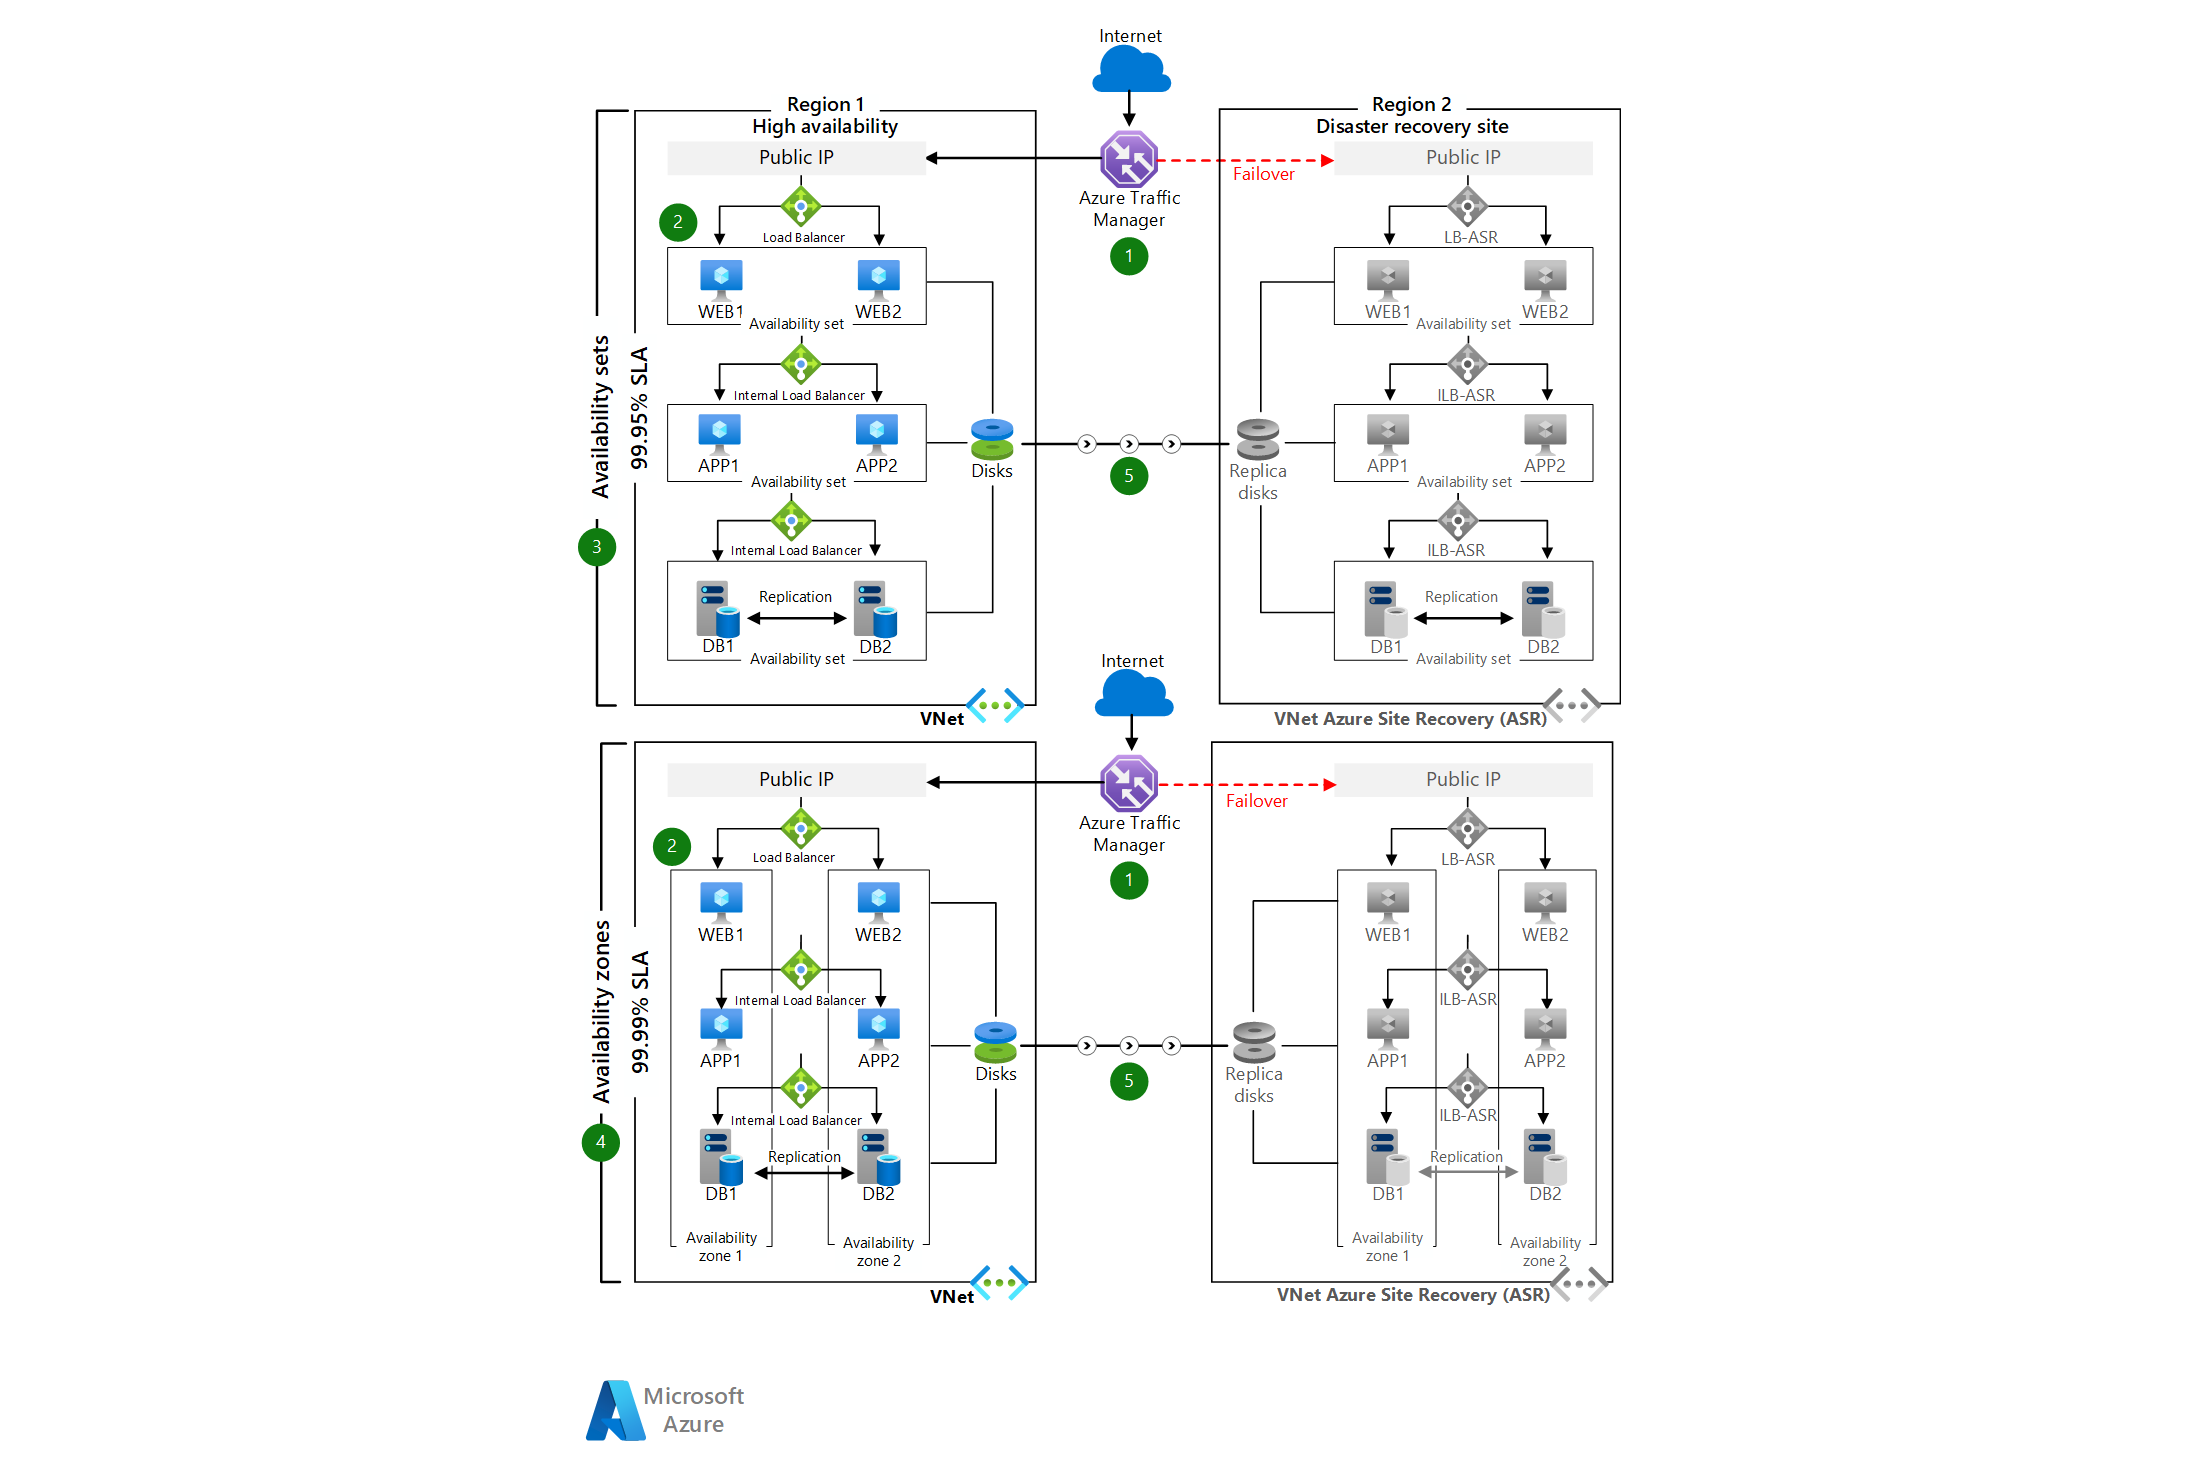 Internet
Region 1
High availability
Region 2
Disaster recovery site
Public IP
Public IP
Failover
Azure Traffic
Manager
1
2
Load Balancer
LB-ASR
WEB1
WEB2
Availability set
WEB1
WEB2
Availability set
Availability sets
99.95% SLA
3
Internal Load Balancer
ILB-ASR
APP1
APP2
Availability set
Disks
5
Replica
disks
APP1
APP2
Availability set
Internal Load Balancer
ILB-ASR
Replication
DB1
DB2
Availability set
Replication
DB1
DB2
Availability set
VNet
VNet Azure Site Recovery (ASR)
Internet
Public IP
Public IP
Failover
Azure Traffic
Manager
1
2
Load Balancer
LB-ASR
WEB1
WEB2
WEB1
WEB2
Availability zones
99.99% SLA
4
Internal Load Balancer
ILB-ASR
APP1
APP2
Disks
5
Replica
disks
APP1
APP2
Internal Load Balancer
ILB-ASR
Replication
DB1
DB2
Replication
DB1
DB2
Availability
zone 1
Availability
zone 2
Availability
zone 1
Availability
zone 2
VNet
VNet Azure Site Recovery (ASR)
Microsoft
Azure